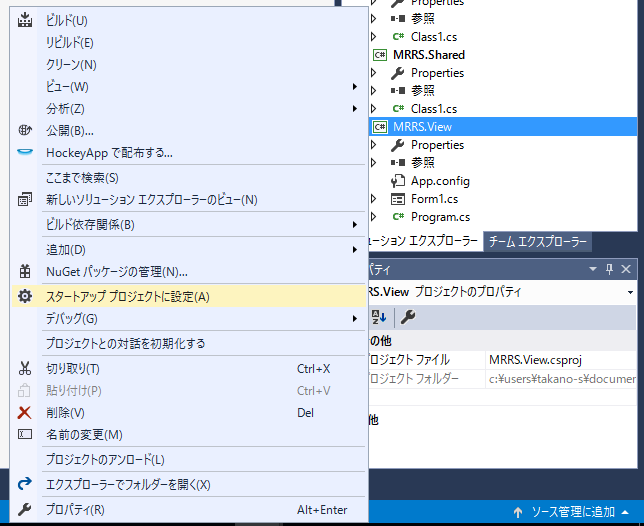 ビルド(U)
リビルド(E)
クリーン(N)
ビュー(W)
分析(Z)
公開(B)...
HockeyApp で配布する...
ここまで検索(S)
新しいソリューション エクスプローラーのビュー(N)
ビルド依存関係(B)
追加(D)
NuGet パッケージの管理(N)...
スタートアップ プロジェクトに設定(A)
デバッグ(G)
プロジェクトとの対話を初期化する
切り取り(T) Ctrl+X
貼り付け(P) Ctrl+V
削除(V) Del
名前の変更(M)
プロジェクトのアンロード(L)
エクスプローラーでフォルダーを開く(X)
プロパティ(R) Alt+Enter
Properties
参照
C# Class1.cs
C# MRRS.Shared
Properties
参照
C# Class1.cs
C# MRRS.View
Properties
参照
App.config
Form1.cs
C# Program.cs
ューション エクスプローラー チーム エクスプローラー
ティ
RS.View プロジェクトのプロパティ
の他
ロジェクト ファイル MRRS.View.csproj
ロジェクト フォルダー c:¥users¥takano-s¥documen
他
ソース管理に追加